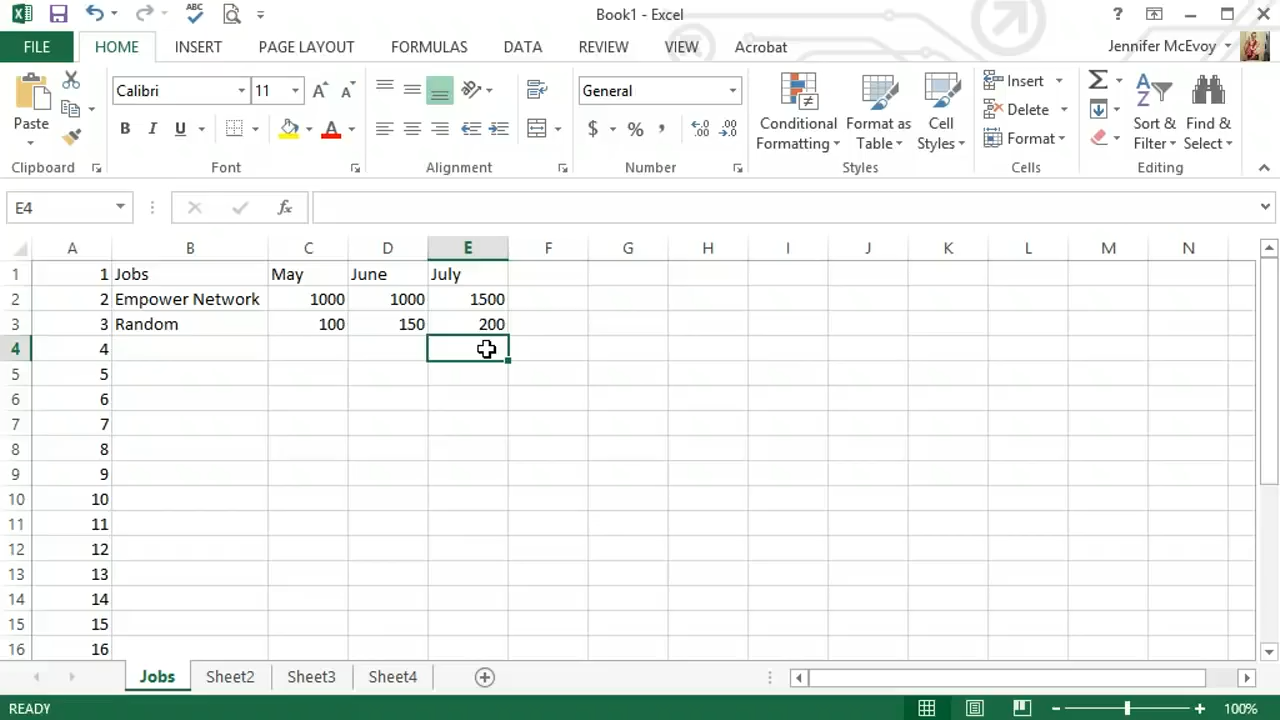 ABC Book1 - Excel ?
FILE HOME INSERT PAGE LAYOUT FORMULAS DATA REVIEW VIEW Acrobat Jennifer McEvoy
Paste
Clipboard
Calibri 11
B I U A
Font
Alignment
General
$ % ,
Number
Conditional Formatting
Format as Table
Cell Styles
Styles
Insert
Delete
Format
Cells
Sort & Filter
Find & Select
Editing
E4 fx
A B C D E F G H I J K L M N
1 1 Jobs May June July
2 2 Empower Network 1000 1000 1500
3 3 Random 100 150 200
4 4
5 5
6 6
7 7
8 8
9 9
10 10
11 11
12 12
13 13
14 14
15 15
16 16
Jobs Sheet2 Sheet3 Sheet4
READY 100%